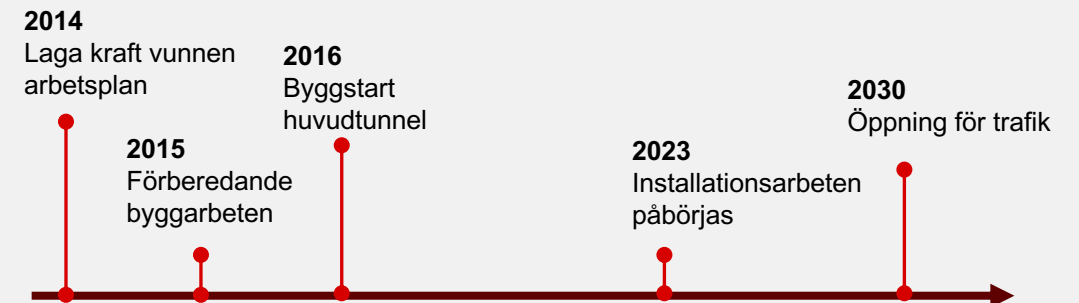 2014
Laga kraft vunnen
arbetsplan
2015
Förberedande
byggarbeten
2016
Byggstart
huvudtunnel
2023
Installationsarbeten
påbörjas
2030
Öppning för trafik